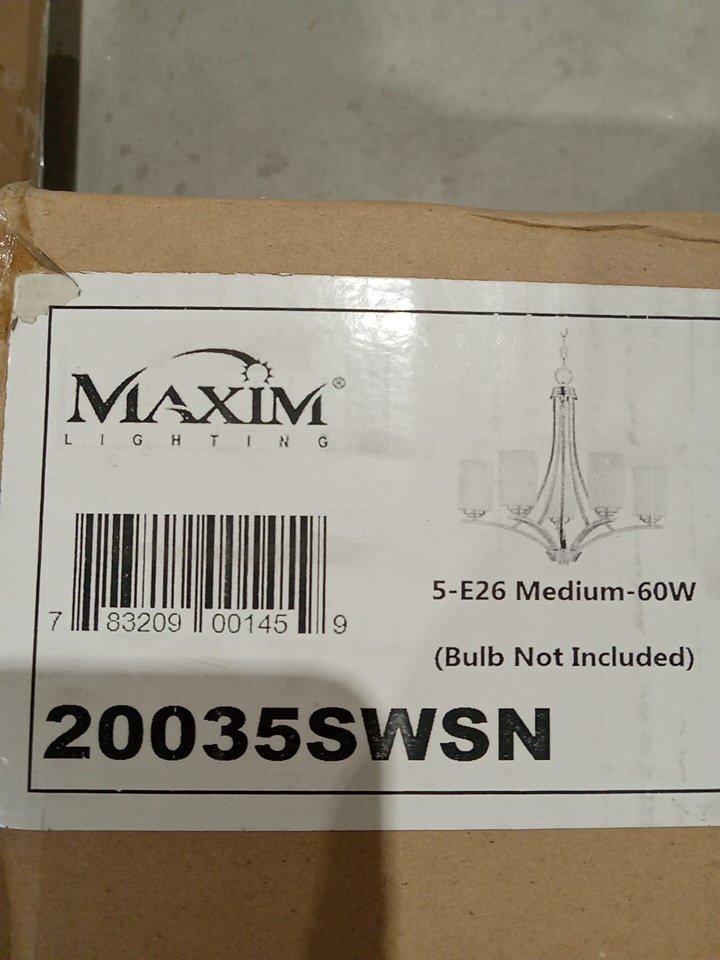 MAXIM®
LIGHTING
7 83209 00145 9
5-E26 Medium-60W
(Bulb Not Included)
20035SWSN